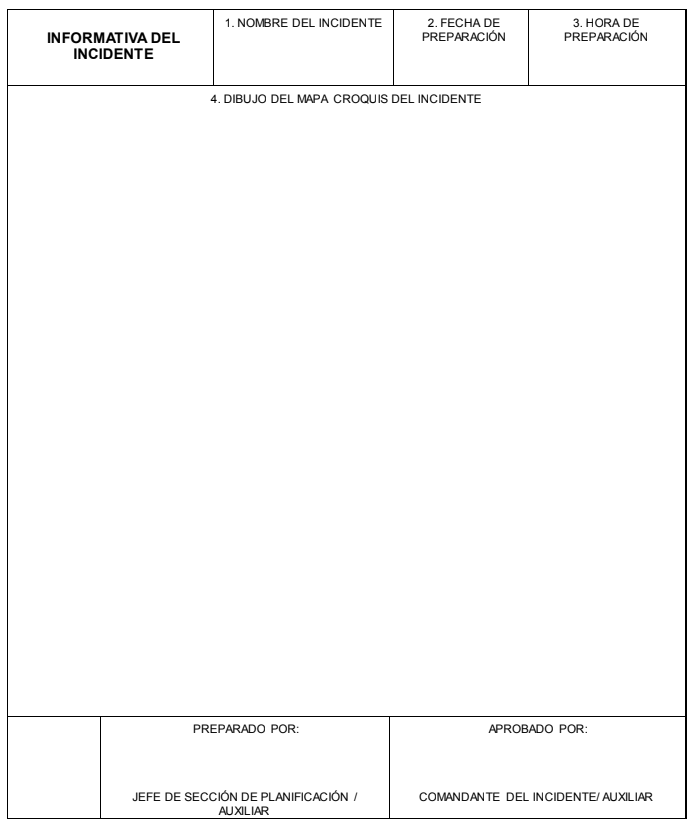 INFORMATIVA DEL
INCIDENTE
1. NOMBRE DEL INCIDENTE
2. FECHA DE
PREPARACIÓN
3. HORA DE
PREPARACIÓN
4. DIBUJO DEL MAPA CROQUIS DEL INCIDENTE
PREPARADO POR:
JEFE DE SECCIÓN DE PLANIFICACIÓN /
AUXILIAR
APROBADO POR:
COMANDANTE DEL INCIDENTE/ AUXILIAR